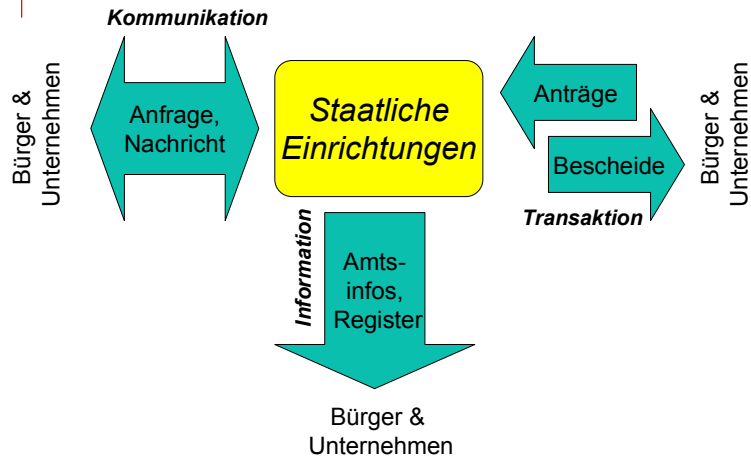 Kommunikation
Bürger &
Unternehmen
Anfrage,
Nachricht
Staatliche
Einrichtungen
Anträge
Bescheide
Transaktion
Bürger &
Unternehmen
Information
Amts-
infos,
Register
Bürger &
Unternehmen